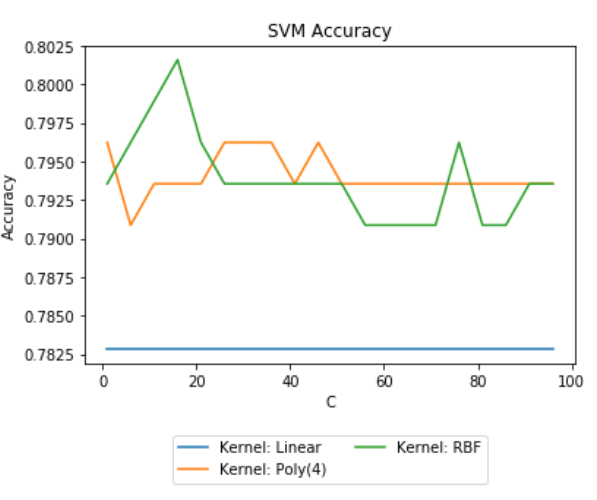 SVM Accuracy
0.8025
0.8000
0.7975
0.7950
0.7925
0.7900
0.7875
0.7850
0.7825
Accuracy
0 20 40 60 80 100
C
Kernel: Linear Kernel: RBF
Kernel: Poly(4)